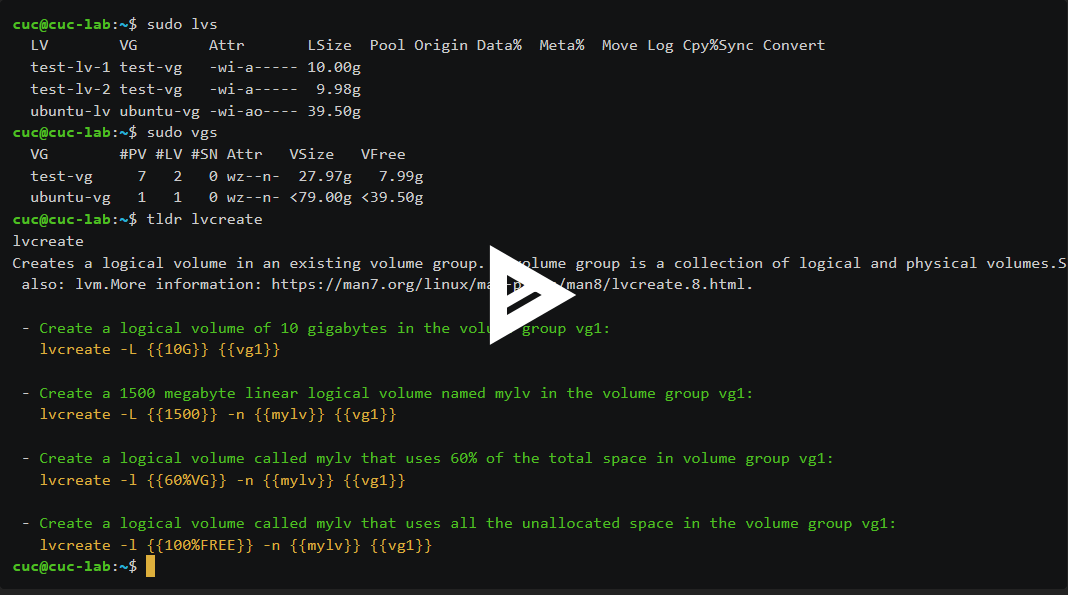 cuc@cuc-lab:~$ sudo lvs
  LV        VG        Attr       LSize  Pool Origin Data%  Meta%  Move Log Cpy%Sync Convert
  test-lv-1 test-vg   -wi-a----- 10.00g
  test-lv-2 test-vg   -wi-a-----  9.98g
  ubuntu-lv ubuntu-vg -wi-ao---- 39.50g
cuc@cuc-lab:~$ sudo vgs
  VG        #PV #LV #SN Attr   VSize   VFree
  test-vg     7   2   0 wz--n-  27.97g   7.99g
  ubuntu-vg   1   1   0 wz--n- <79.00g <39.50g
cuc@cuc-lab:~$ tldr lvcreate
lvcreate
Creates a logical volume in an existing volume group. volume group is a collection of logical and physical volumes.S
 also: lvm.More information: https://man7.org/linux/ /man8/lvcreate.8.html.
 - Create a logical volume of 10 gigabytes in the group vg1:
   lvcreate -L {{10G}} {{vg1}}
 - Create a 1500 megabyte linear logical volume named mylv in the volume group vg1:
   lvcreate -L {{1500}} -n {{mylv}} {{vg1}}
 - Create a logical volume called mylv that uses 60% of the total space in volume group vg1:
   lvcreate -l {{60%VG}} -n {{mylv}} {{vg1}}
 - Create a logical volume called mylv that uses all the unallocated space in the volume group vg1:
   lvcreate -l {{100%FREE}} -n {{mylv}} {{vg1}}
cuc@cuc-lab:~$